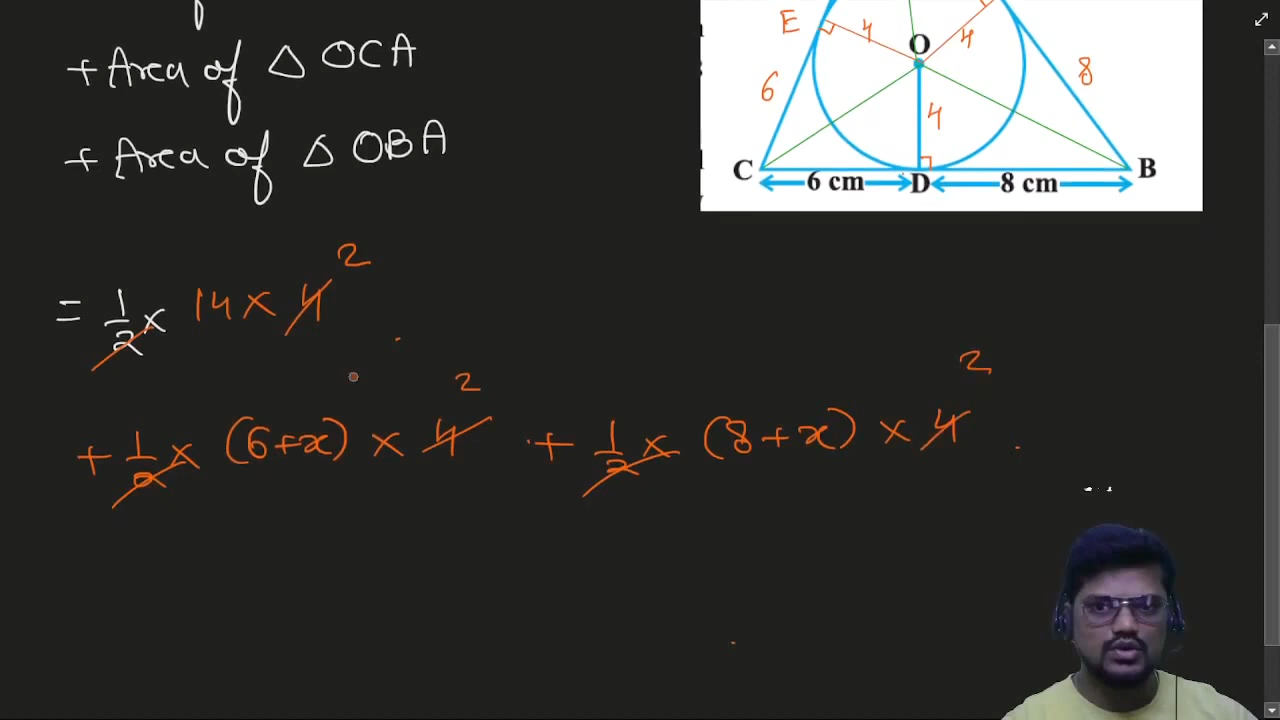 + Area of △ OCA
+ Area of △ OBA
E
4
4
O
6
8
4
C
D
B
6 cm
8 cm
= 1/2 × 14 × 4 2
+ 1/2 × (6+x) × 4 2 + 1/2 × (8+x) × 4 2